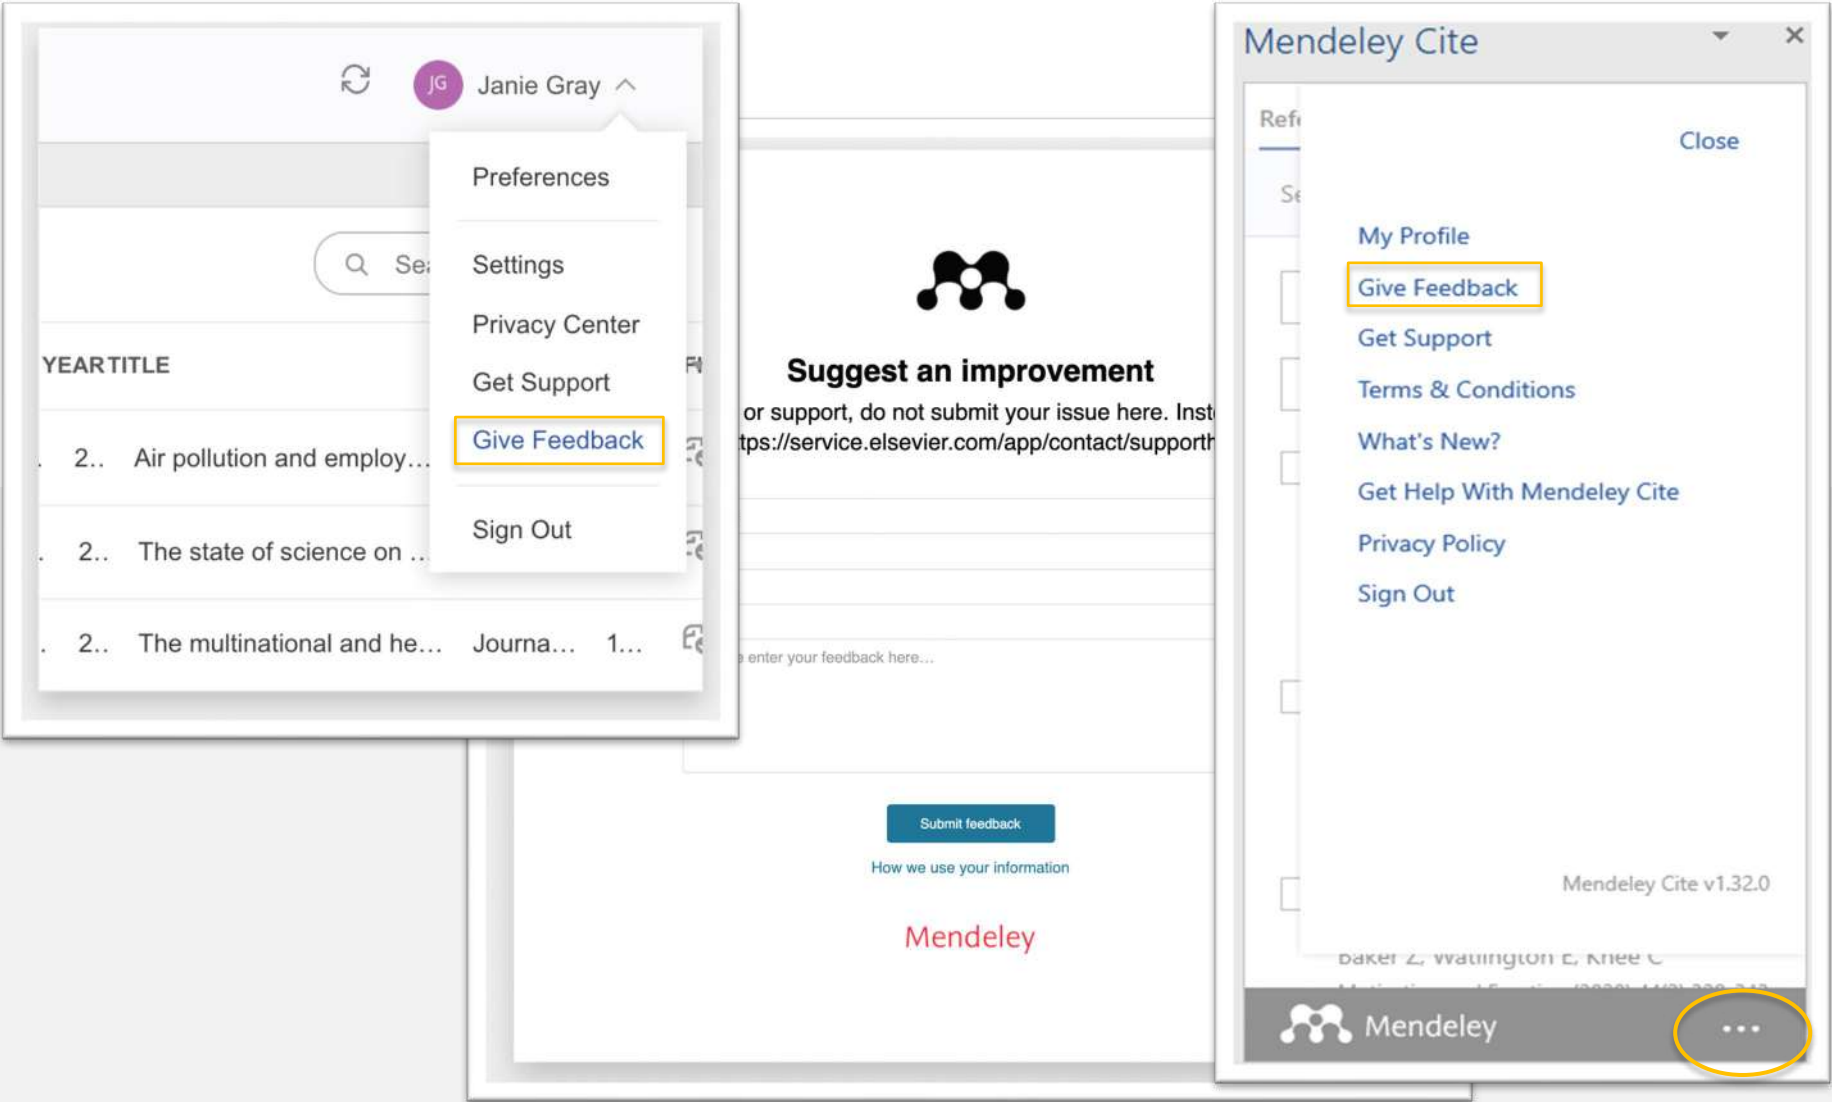 JG Janie Gray
Preferences
Settings
Privacy Center
Get Support
Give Feedback
Sign Out
YEAR TITLE
. 2.. Air pollution and employ...
. 2.. The state of science on ...
. 2.. The multinational and he... Journa... 1...
Suggest an improvement
or support, do not submit your issue here.
tps://service.elsevier.com/app/contact/supporth
enter your feedback here...
Submit feedback
How we use your information
Mendeley
Mendeley Cite
Close
My Profile
Give Feedback
Get Support
Terms & Conditions
What's New?
Get Help With Mendeley Cite
Privacy Policy
Sign Out
Mendeley Cite v1.32.0
Baker Z, Watlington E, Knee C
Mendeley